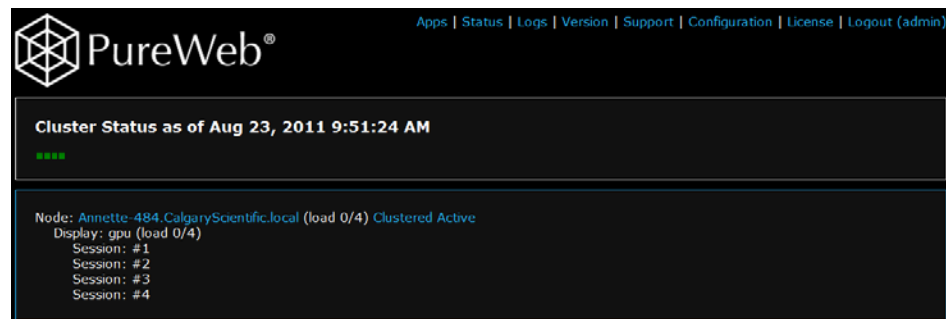 Apps | Status | Logs | Version | Support | Configuration | License | Logout (admin)
PureWeb®
Cluster Status as of Aug 23, 2011 9:51:24 AM
Node: Annette-484.CalgaryScientific.local (load 0/4) Clustered Active
Display: gpu (load 0/4)
Session: #1
Session: #2
Session: #3
Session: #4